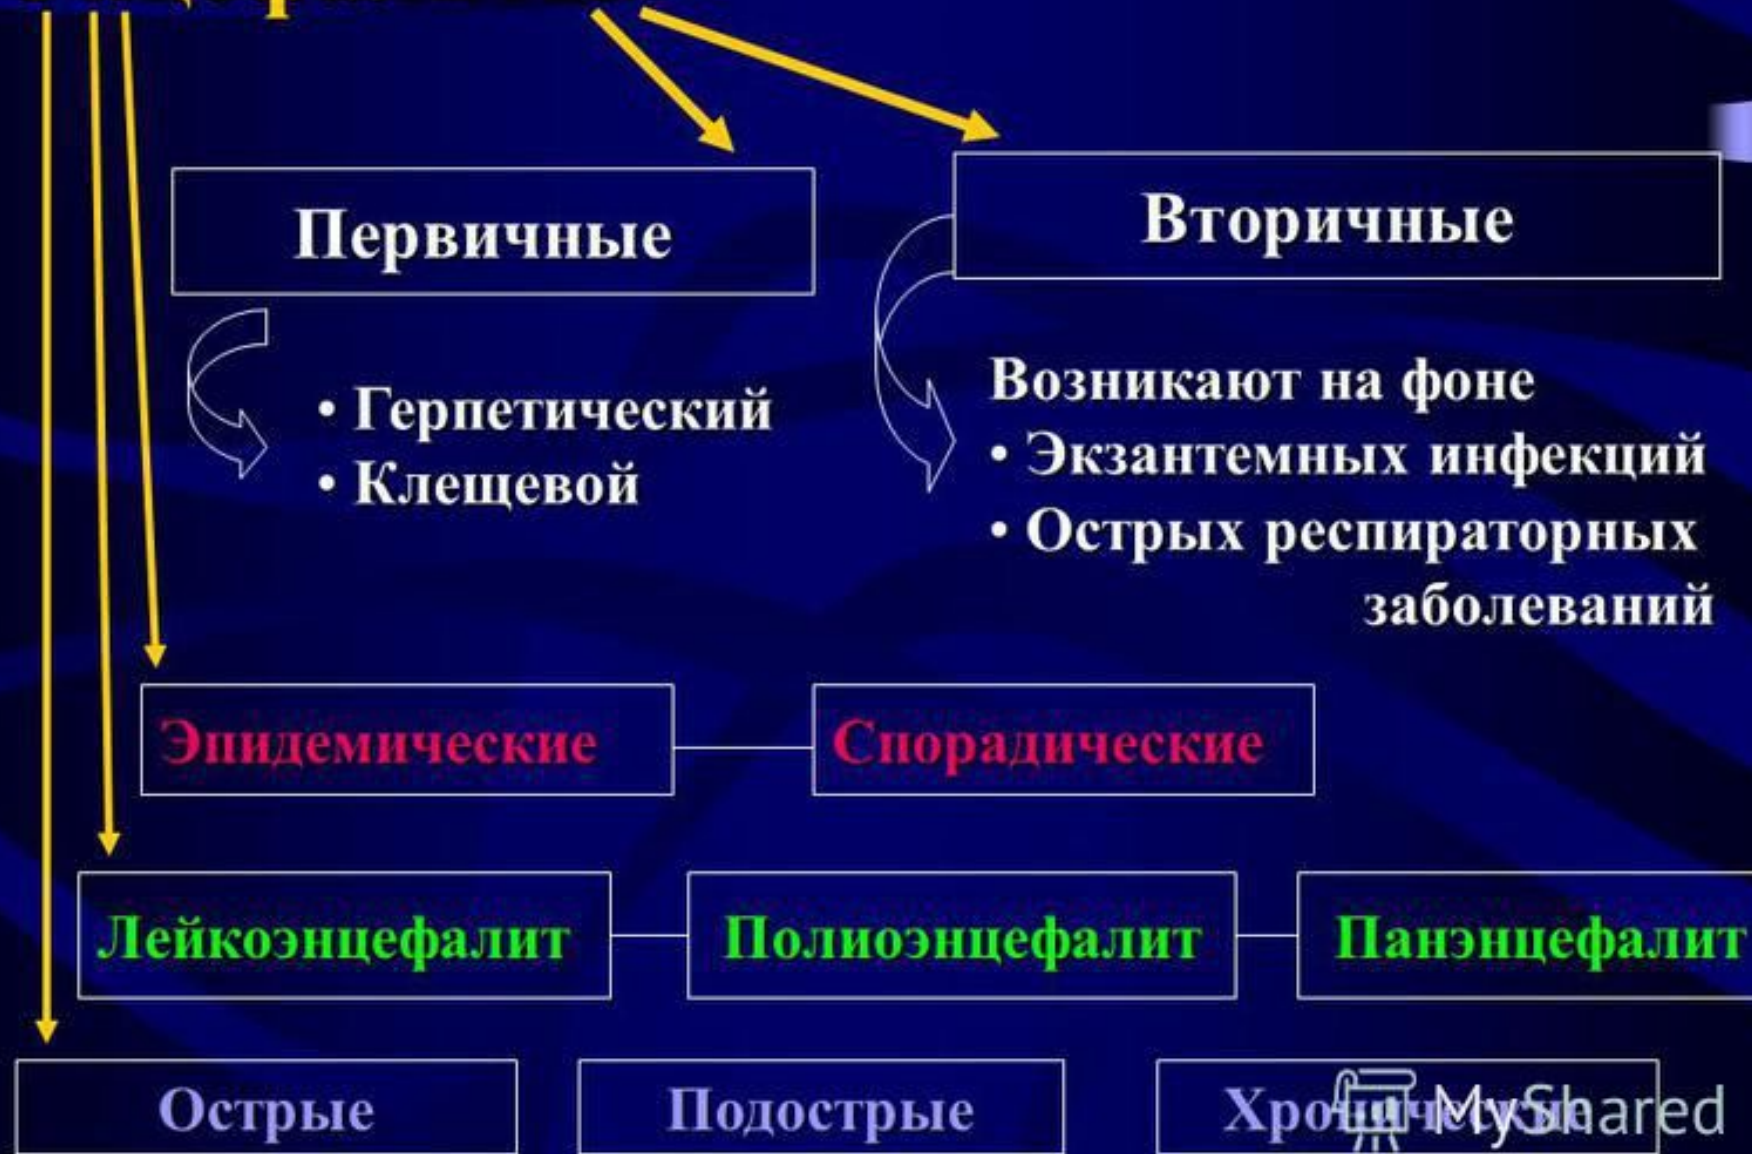 Первичные
Вторичные
• Герпетический
• Клещевой
Возникают на фоне
• Экзантемных инфекций
• Острых респираторных
заболеваний
Эпидемические
Спорадические
Лейкоэнцефалит
Полиоэнцефалит
Панэнцефалит
Острые
Подострые
Хронические
MyShared